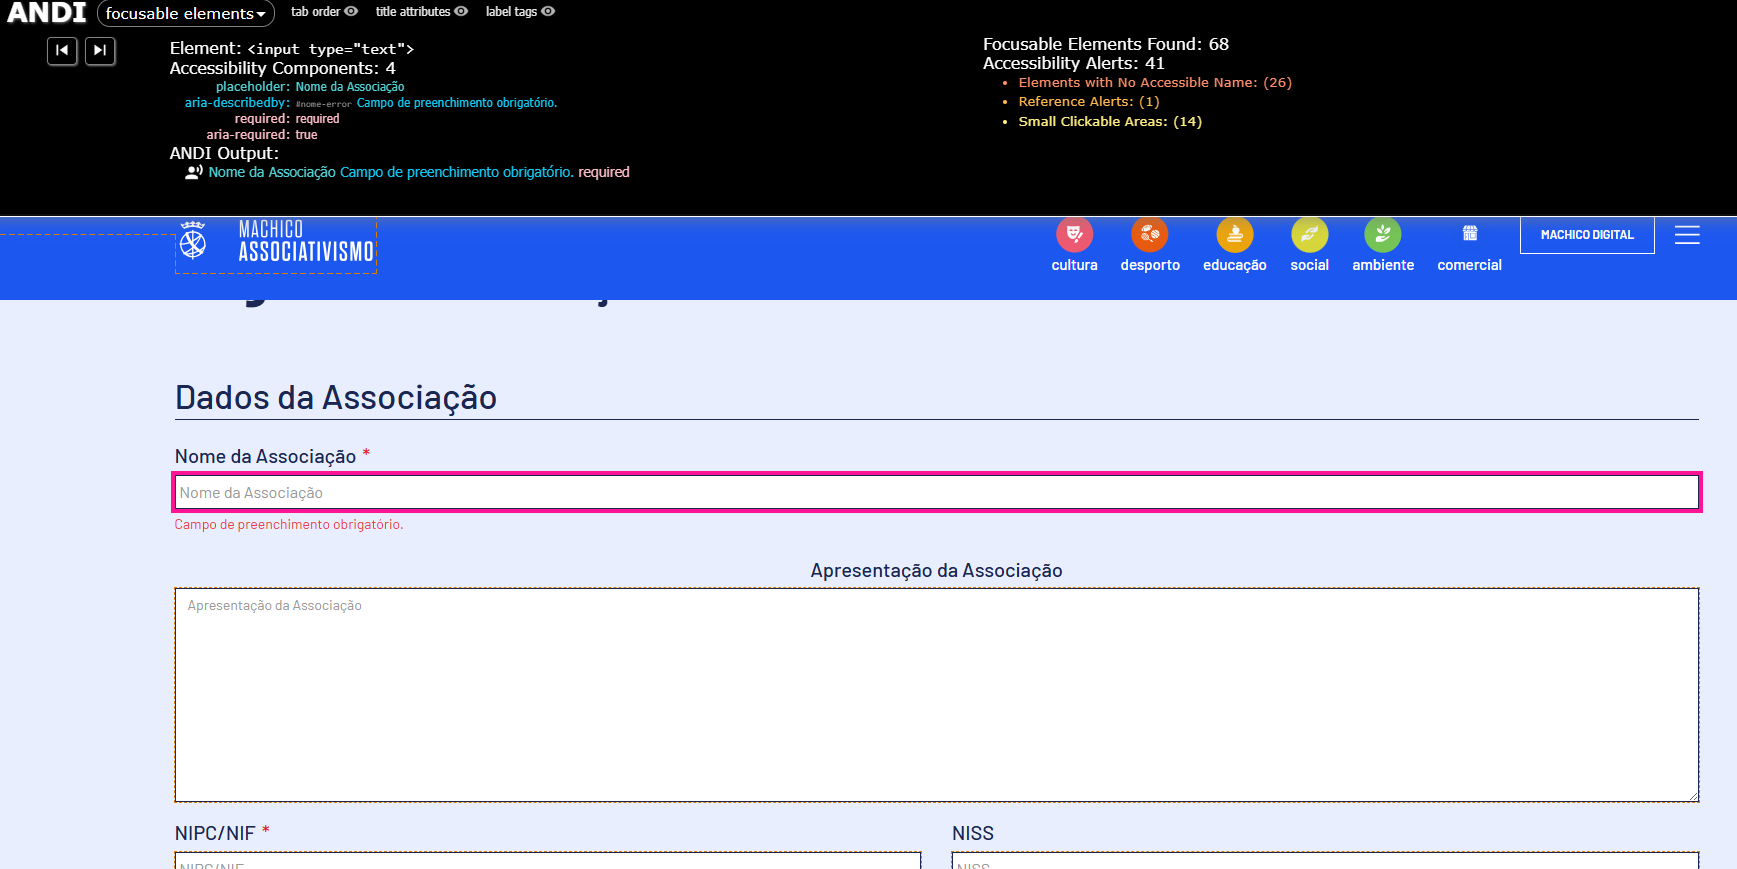 ANDI focusable elements tab order title attributes label tags
Element: <input type="text">
Accessibility Components: 4
placeholder: Nome da Associação
aria-describedby: #nome-error Campo de preenchimento obrigatório.
required: required
aria-required: true
ANDI Output:
Nome da Associação Campo de preenchimento obrigatório. required
Focusable Elements Found: 68
Accessibility Alerts: 41
• Elements with No Accessible Name: (26)
• Reference Alerts: (1)
• Small Clickable Areas: (14)
MACHICO
ASSOCIATIVISMO
cultura desporto educação social ambiente comercial
MACHICO DIGITAL
Dados da Associação
Nome da Associação *
Nome da Associação
Campo de preenchimento obrigatório.
Apresentação da Associação
Apresentação da Associação
NIPC/NIF * NISS
NIPC/NIF NISS